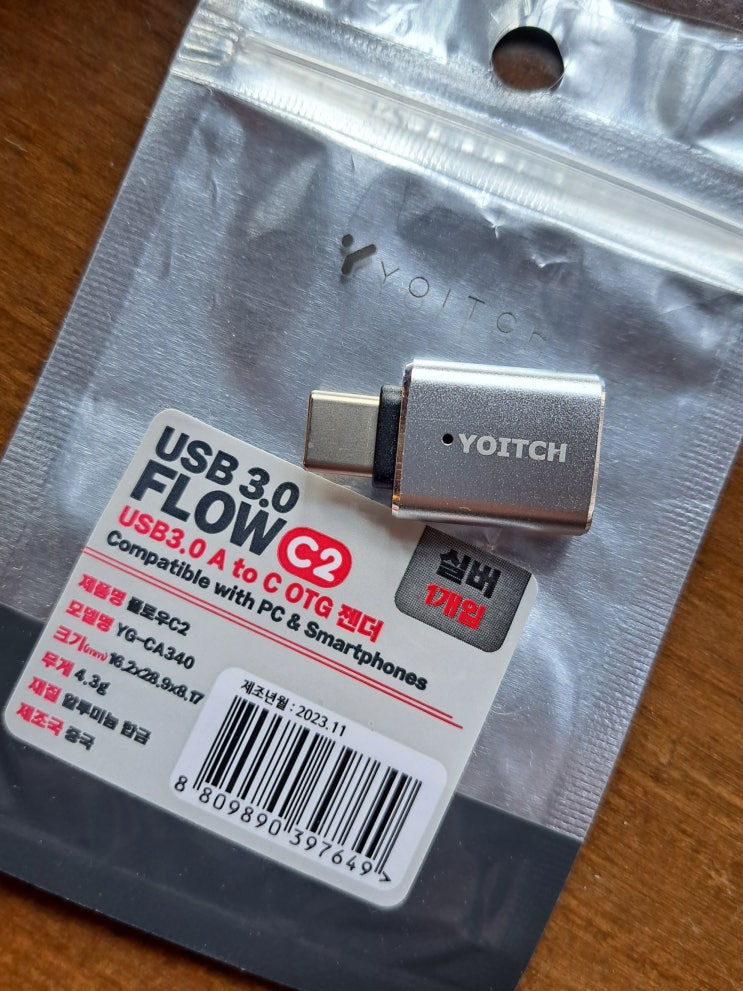 YOITCH
YOITCH
USB 3.0
FLOW C2
USB3.0 A to C OTG 젠더
Compatible with PC & Smartphones
실버
1개입
제품명 플로우C2
모델명 YG-CA340
크기(mm) 16.2x28.9x8.17
무게 4.3g
재질 알루미늄 합금
제조국 중국
제조년월 : 2023.11
8 809890 397649 >